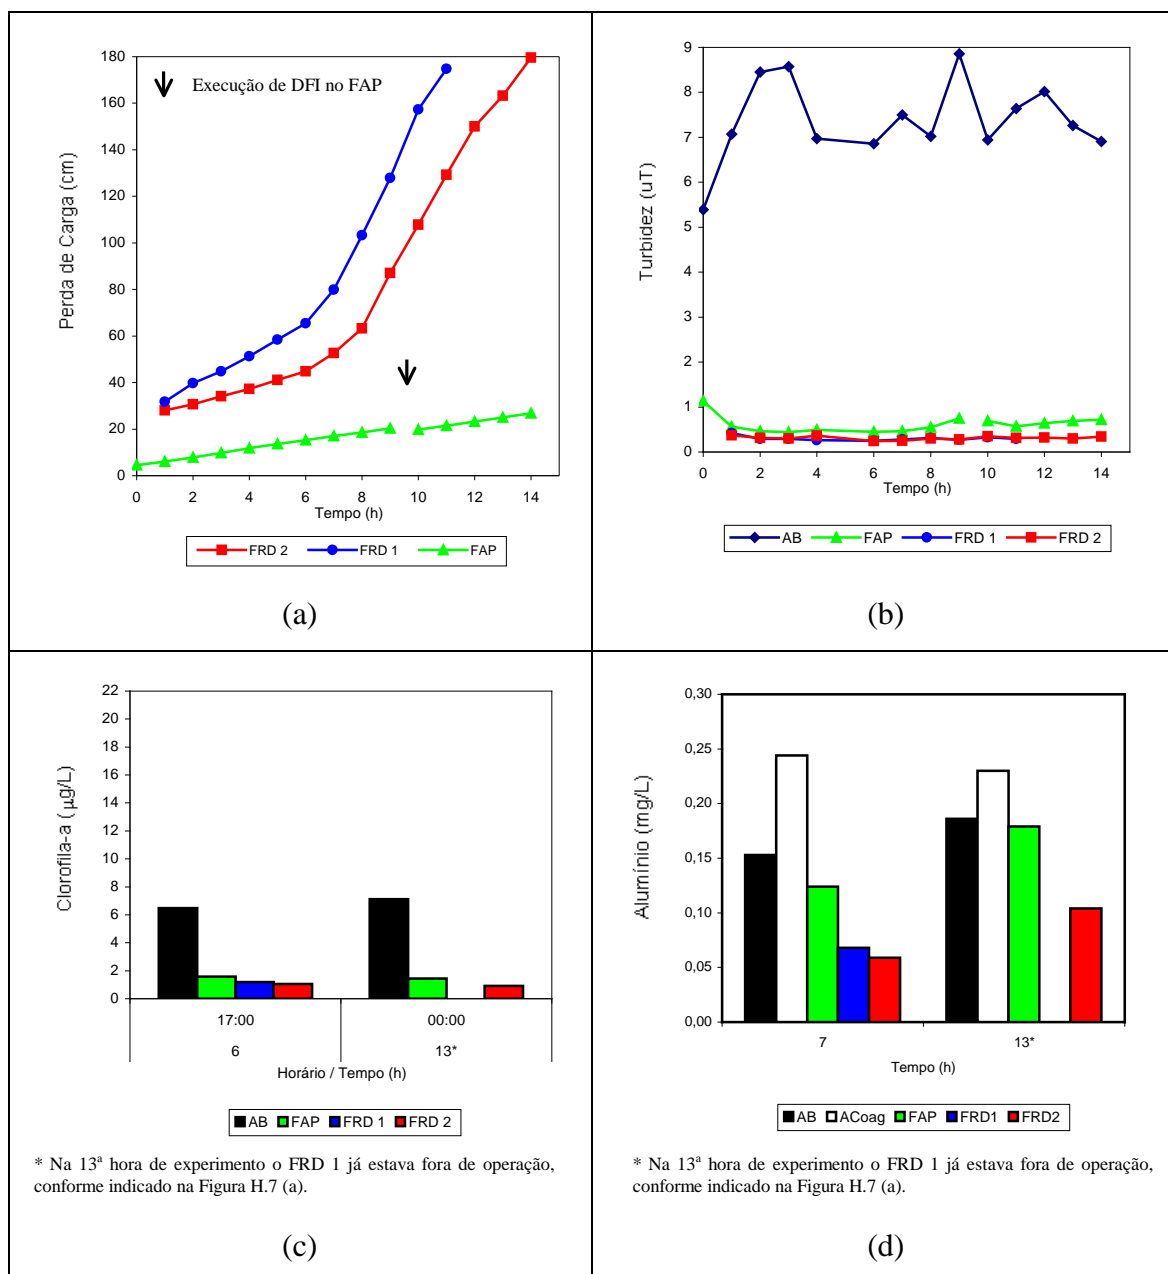 180
160
140
120
100
80
60
40
20
0
Perda de Carga (cm)
Execução de DFI no FAP
0 2 4 6 8 10 12 14
Tempo (h)
FRD 2 FRD 1 FAP
(a)
9
8
7
6
5
4
3
2
1
0
Turbidez (uT)
0 2 4 6 8 10 12 14
Tempo (h)
AB FAP FRD 1 FRD 2
(b)
22
20
18
16
14
12
10
8
6
4
2
0
Clorofila-a (µg/L)
17:00 00:00
6 13*
Horário / Tempo (h)
AB FAP FRD 1 FRD 2
* Na 13ª hora de experimento o FRD 1 já estava fora de operação,
conforme indicado na Figura H.7 (a).
(c)
0,30
0,25
0,20
0,15
0,10
0,05
0,00
Alumínio (mg/L)
7 13*
Tempo (h)
AB ACoag FAP FRD1 FRD2
* Na 13ª hora de experimento o FRD 1 já estava fora de operação,
conforme indicado na Figura H.7 (a).
(d)